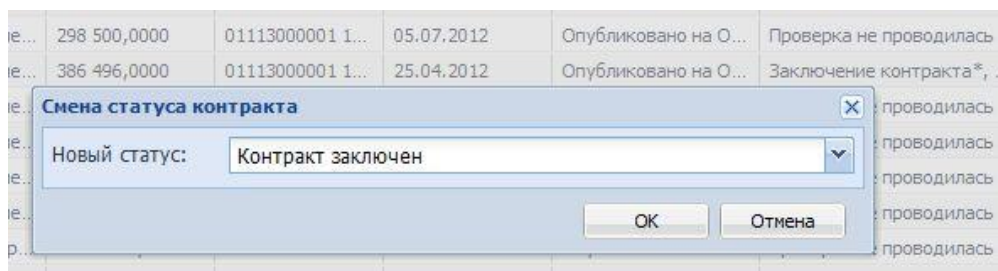 298 500,0000 01113000001 1... 05.07.2012 Опубликовано на О... Проверка не проводилась
386 496,0000 01113000001 1... 25.04.2012 Опубликовано на О... Заключение контракта*,
Смена статуса контракта
проводилась
Новый статус: Контракт заключен
проводилась
проводилась
проводилась
ОК Отмена
проводилась